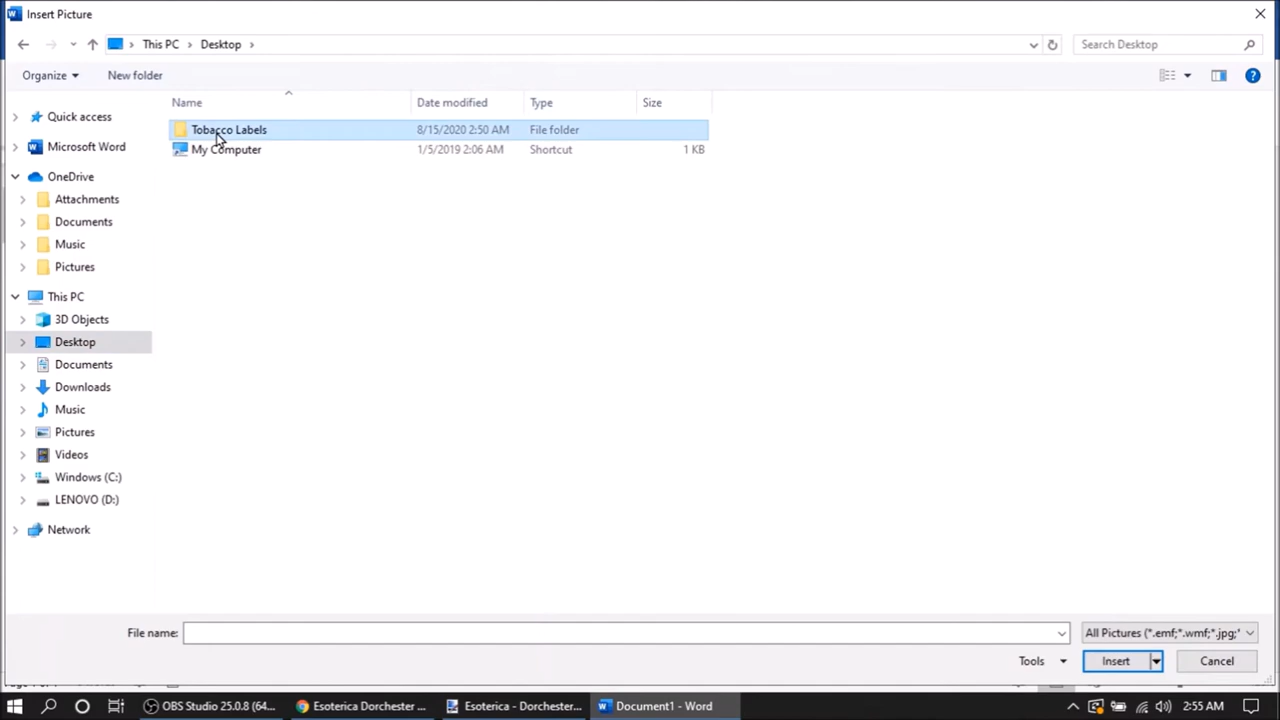 Insert Picture
This PC > Desktop >
Search Desktop
Organize
New folder
Name
Date modified
Type
Size
Tobacco Labels
8/15/2020 2:50 AM
File folder
My Computer
1/5/2019 2:06 AM
Shortcut
1 KB
Quick access
Microsoft Word
OneDrive
Attachments
Documents
Music
Pictures
This PC
3D Objects
Desktop
Documents
Downloads
Music
Pictures
Videos
Windows (C:)
LENOVO (D:)
Network
File name:
All Pictures (*.emf;*.wmf;*.jpg;*
Tools
Insert
Cancel
OBS Studio 25.0.8 (64...
Esoterica Dorchester ...
Esoterica - Dorchester...
Document1 - Word
2:55 AM